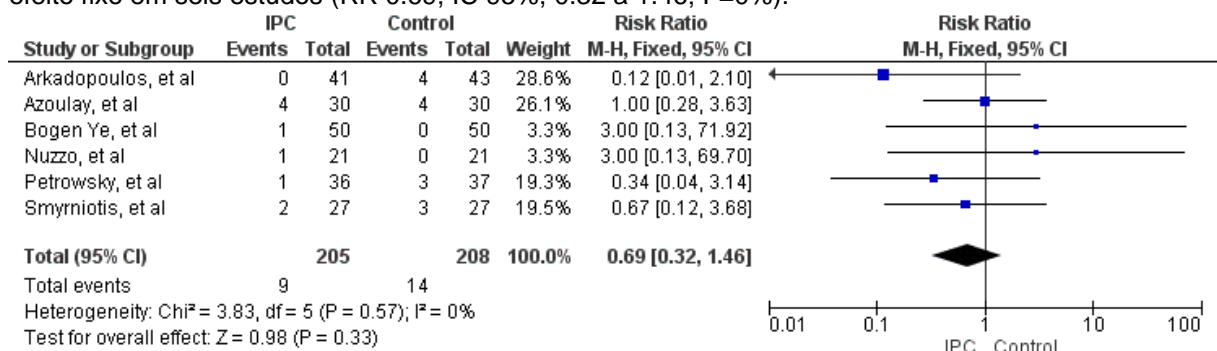 efeito fixo em seis estudos (RR 0.69, IC 95%, 0.32 a 1.46, I²=0%).
IPC Control Risk Ratio Risk Ratio
Study or Subgroup Events Total Events Total Weight M-H, Fixed, 95% CI M-H, Fixed, 95% CI
Arkadopoulos, et al 0 41 4 43 28.6% 0.12 [0.01, 2.10]
Azoulay, et al 4 30 4 30 26.1% 1.00 [0.28, 3.63]
Bogen Ye, et al 1 50 0 50 3.3% 3.00 [0.13, 71.92]
Nuzzo, et al 1 21 0 21 3.3% 3.00 [0.13, 69.70]
Petrowsky, et al 1 36 3 37 19.3% 0.34 [0.04, 3.14]
Smyrniotis, et al 2 27 3 27 19.5% 0.67 [0.12, 3.68]
Total (95% CI) 205 208 100.0% 0.69 [0.32, 1.46]
Total events 9 14
Heterogeneity: Chi² = 3.83, df = 5 (P = 0.57); I² = 0%
Test for overall effect: Z = 0.98 (P = 0.33)
0.01 0.1 1 10 100
IPC Control